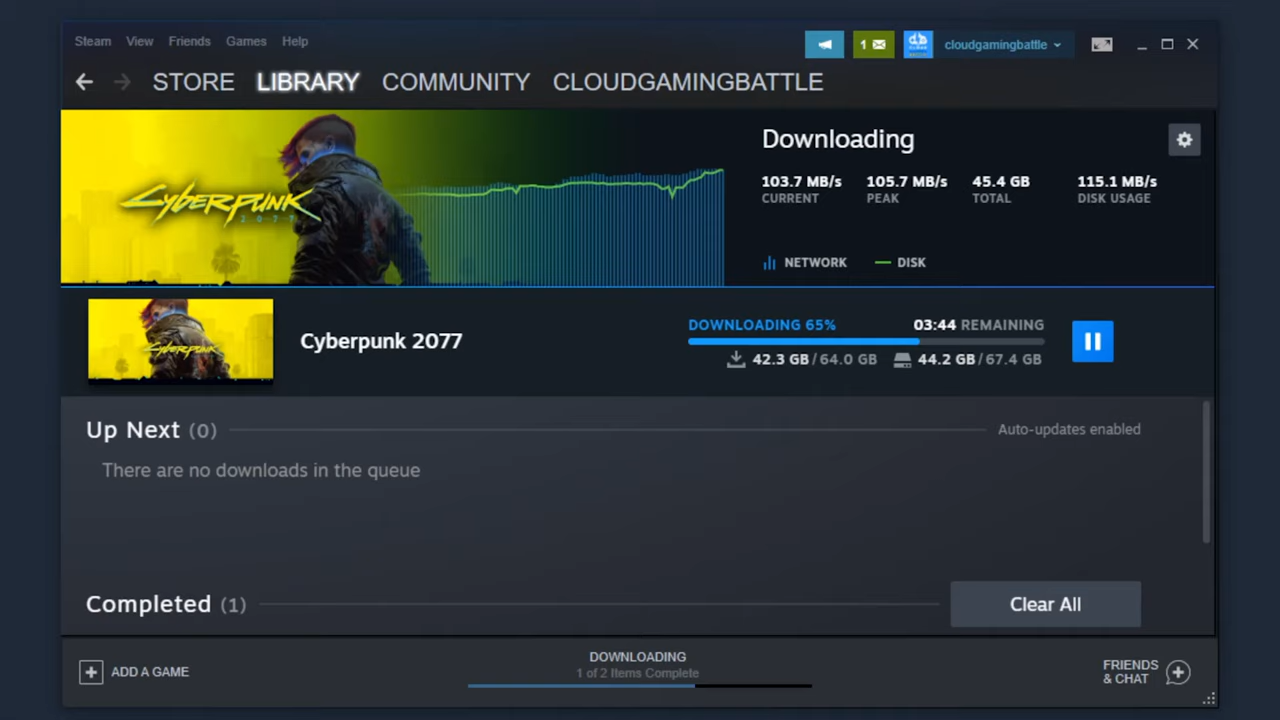 Steam View Friends Games Help
1 cloudgamingbattle
STORE LIBRARY COMMUNITY CLOUDGAMINGBATTLE
Cyberpunk
2077
Downloading
103.7 MB/s 105.7 MB/s 45.4 GB 115.1 MB/s
CURRENT PEAK TOTAL DISK USAGE
NETWORK DISK
Cyberpunk
Cyberpunk 2077
DOWNLOADING 65% 03:44 REMAINING
42.3 GB/64.0 GB 44.2 GB/67.4 GB
Up Next (0) Auto-updates enabled
There are no downloads in the queue
Completed (1) Clear All
ADD A GAME
DOWNLOADING
1 of 2 Items Complete
FRIENDS
& CHAT